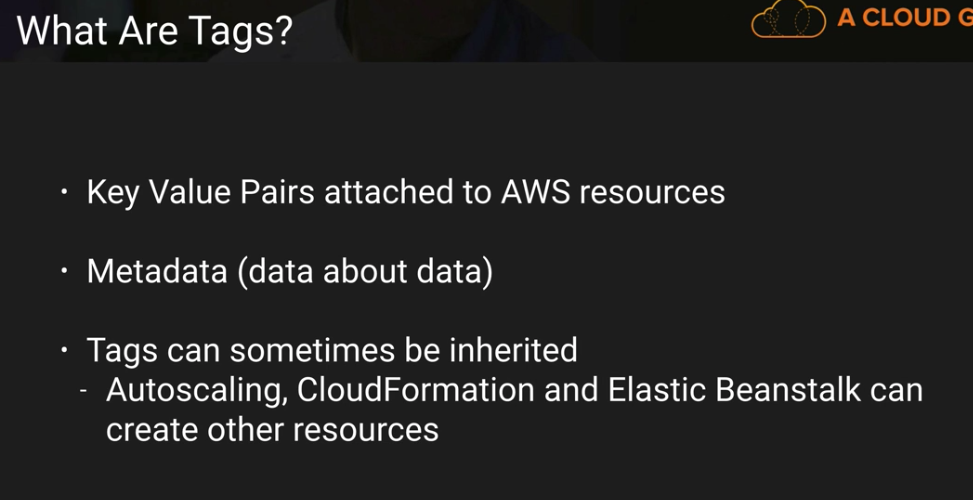 What Are Tags?
A CLOUD G
• Key Value Pairs attached to AWS resources
• Metadata (data about data)
• Tags can sometimes be inherited
- Autoscaling, CloudFormation and Elastic Beanstalk can
create other resources